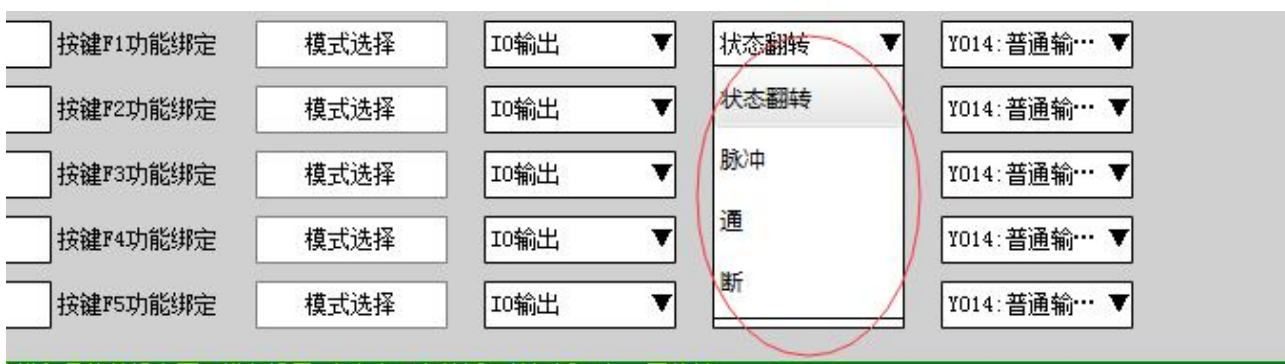 按键F1功能绑定 模式选择 IO输出 状态翻转 Y014:普通输…
状态翻转
按键F2功能绑定 模式选择 IO输出 Y014:普通输…
脉冲
按键F3功能绑定 模式选择 IO输出 Y014:普通输…
通
按键F4功能绑定 模式选择 IO输出 Y014:普通输…
断
按键F5功能绑定 模式选择 IO输出 Y014:普通输…